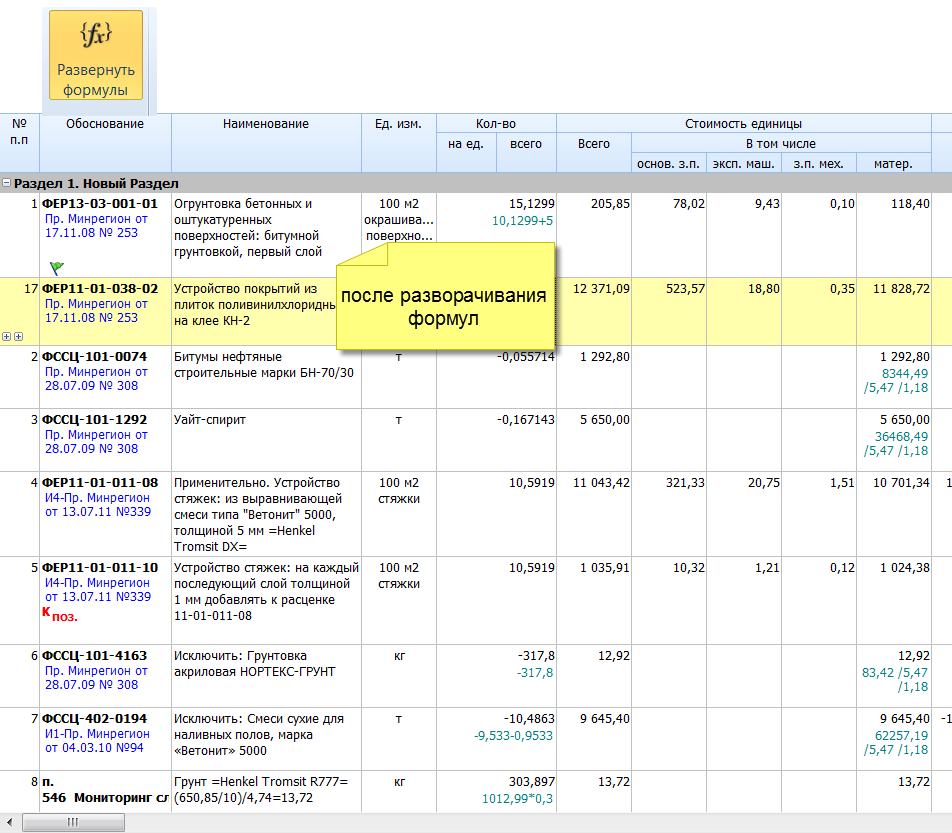 {fx}
Развернуть
формулы
№ п.п Обоснование Наименование Ед. изм. Кол-во Стоимость единицы
на ед. всего Всего В том числе
основ. з.п. эксп. маш. з.п. мех. матер.
Раздел 1. Новый Раздел
1 ФЕР13-03-001-01 Огрунтовка бетонных и 100 м2 15,1299 205,85 78,02 9,43 0,10 118,40
Пр. Минрегион от оштукатуренных окрашива... 10,1299+5
17.11.08 № 253 поверхностей: битумной поверхно...
грунтовкой, первый слой
17 ФЕР11-01-038-02 Устройство покрытий из 12 371,09 523,57 18,80 0,35 11 828,72
Пр. Минрегион от плиток
17.11.08 № 253 на клее КН-2
после разворачивания
формул
2 ФССЦ-101-0074 Битумы нефтяные т -0,055714 1 292,80 1 292,80
Пр. Минрегион от строительные марки БН-70/30 8344,49
28.07.09 № 308 /5,47 /1,18
3 ФССЦ-101-1292 Уайт-спирит т -0,167143 5 650,00 5 650,00
Пр. Минрегион от 36468,49
28.07.09 № 308 /5,47 /1,18
4 ФЕР11-01-011-08 Применительно. Устройство 100 м2 10,5919 11 043,42 321,33 20,75 1,51 10 701,34
И4-Пр. Минрегион стяжек: из выравнивающей стяжки
от 13.07.11 №339 смеси типа "Ветонит" 5000,
толщиной 5 мм =Henkel
Tromsit DX=
5 ФЕР11-01-011-10 Устройство стяжек: на каждый 100 м2 10,5919 1 035,91 10,32 1,21 0,12 1 024,38
И4-Пр. Минрегион последующий слой толщиной стяжки
от 13.07.11 №339 1 мм добавлять к расценке
К поз. 11-01-011-08
6 ФССЦ-101-4163 Исключить: Грунтовка кг -317,8 12,92 12,92
Пр. Минрегион от акриловая НОРТЕКС-ГРУНТ -317,8 83,42 /5,47
28.07.09 № 308 /1,18
7 ФССЦ-402-0194 Исключить: Смеси сухие для т -10,4863 9 645,40 9 645,40 -1
И1-Пр. Минрегион наливных полов, марка -9,533-0,9533 62257,19
от 04.03.10 №94 «Ветонит» 5000 /5,47 /1,18
8 п. Грунт =Henkel Tromsit R777= кг 303,897 13,72 13,72
546 Мониторинг сл (650,85/10)/4,74=13,72 1012,99*0,3